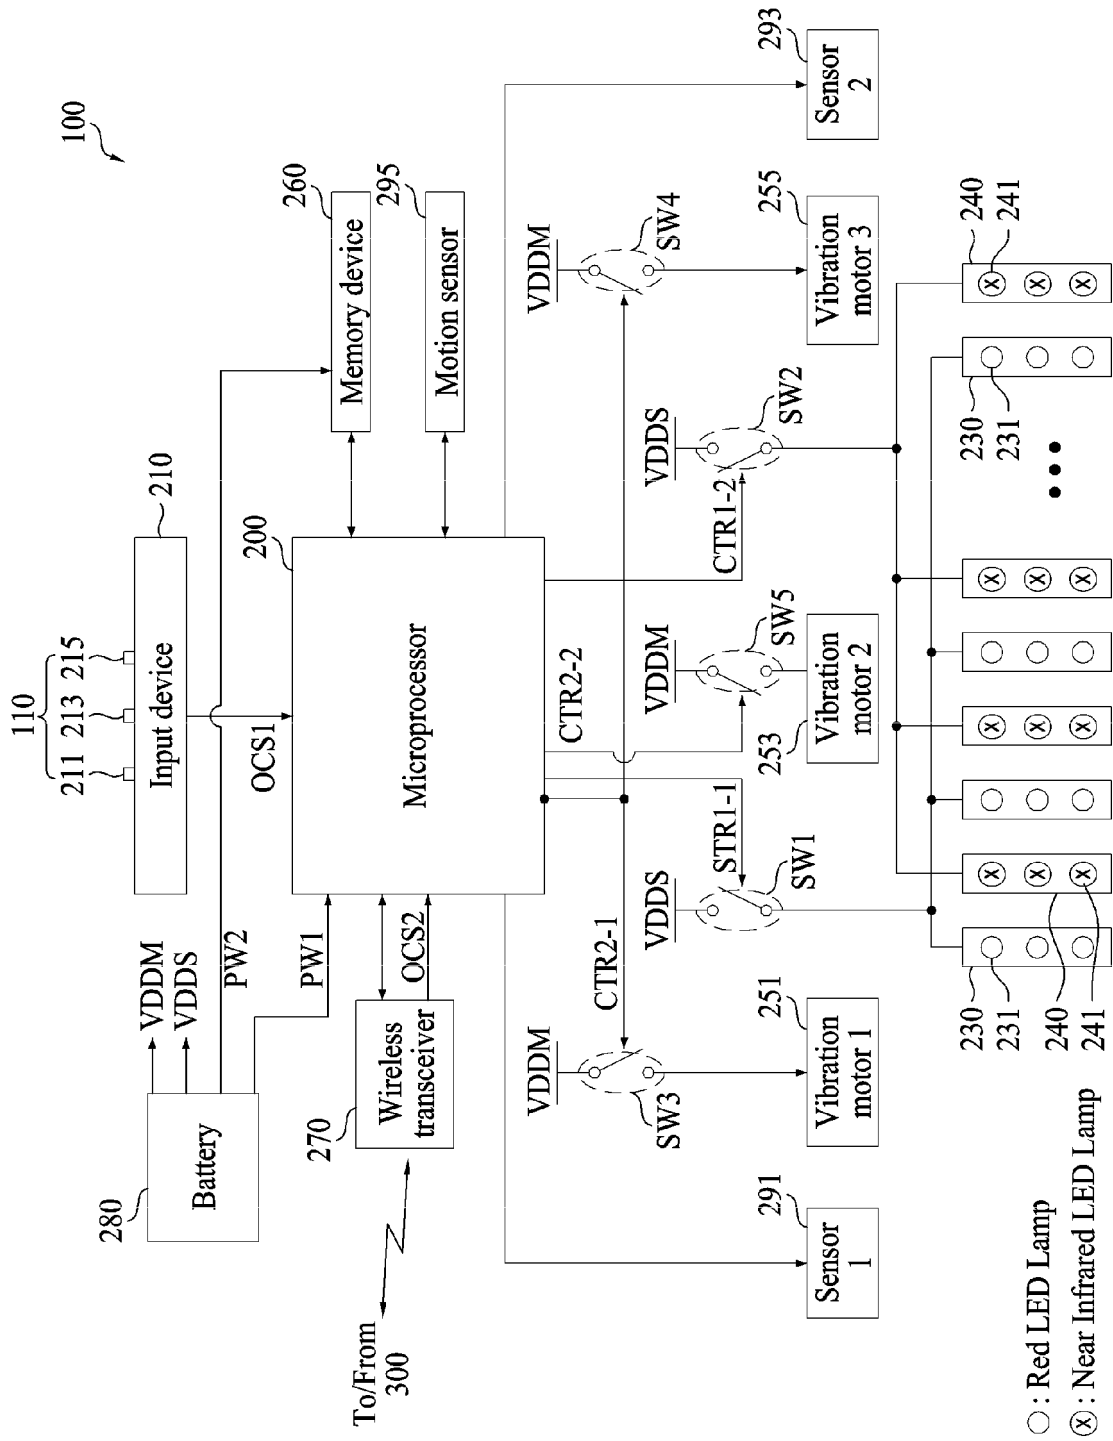 100
110
211 213 215
Input device
210
OCS1
280
Battery
VDDM
VDDS
PW2
PW1
200
Microprocessor
260
Memory device
295
Motion sensor
270
Wireless
transceiver
OCS2
To/From
300
CTR2-2
CTR2-1
STR1-1
CTR1-2
VDDM
SW3
VDDS
SW1
VDDM
SW5
VDDS
SW2
VDDM
SW4
291
Sensor
1
251
Vibration
motor 1
253
Vibration
motor 2
255
Vibration
motor 3
293
Sensor
2
230
231
240
241
230
231
240
241
: Red LED Lamp
X : Near Infrared LED Lamp
X X X X
X X X X
X X X X